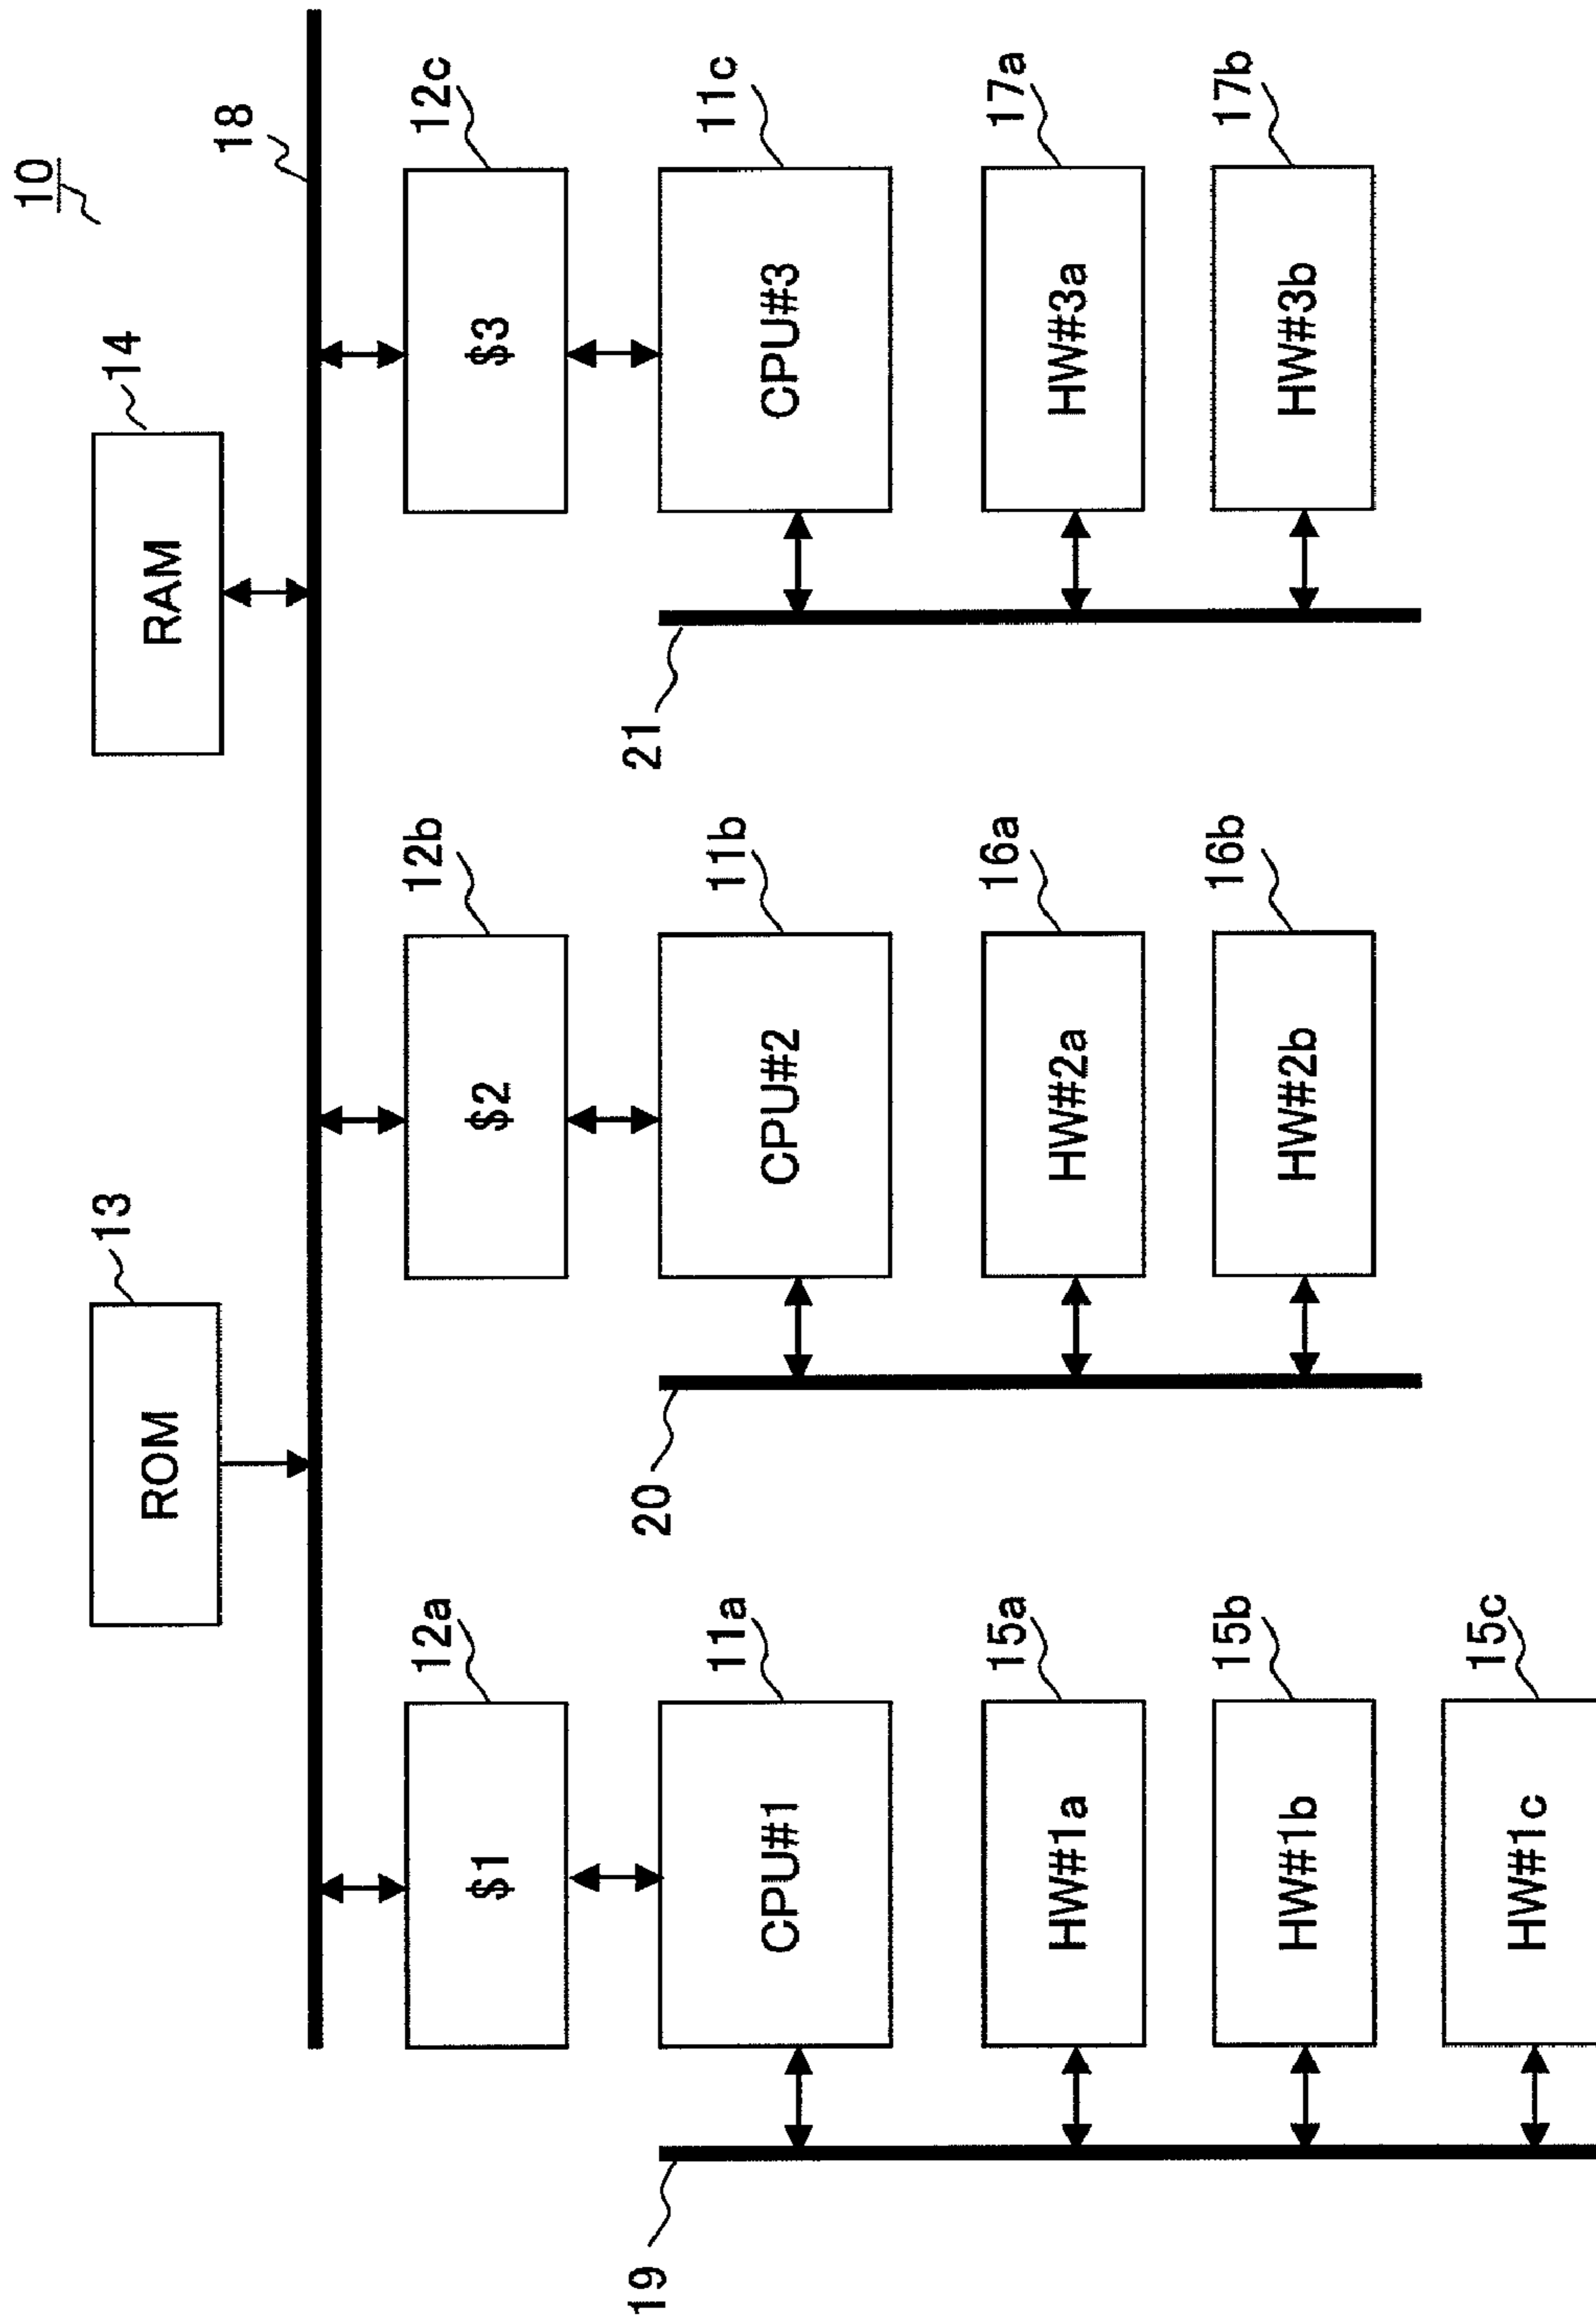 10
ROM
13
RAM
14
18
$1
12a
$2
12b
$3
12c
CPU#1
11a
CPU#2
11b
CPU#3
11c
19
20
21
HW#1a
15a
HW#2a
16a
HW#3a
17a
HW#1b
15b
HW#2b
16b
HW#3b
17b
HW#1c
15c